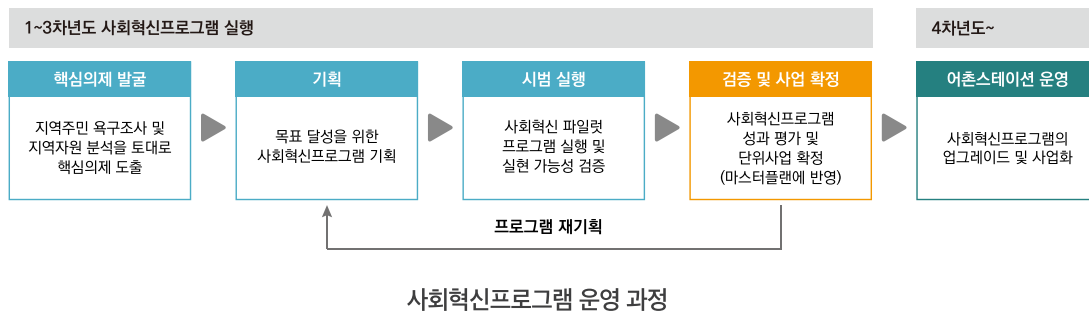 1~3차년도 사회혁신프로그램 실행
4차년도~
핵심의제 발굴
지역주민 욕구조사 및
지역자원 분석을 토대로
핵심의제 도출
기획
목표 달성을 위한
사회혁신프로그램 기획
시범 실행
사회혁신 파일럿
프로그램 실행 및
실현 가능성 검증
검증 및 사업 확정
사회혁신프로그램
성과 평가 및
단위사업 확정
(마스터플랜에 반영)
어촌스테이션 운영
사회혁신프로그램의
업그레이드 및 사업화
프로그램 재기획
사회혁신프로그램 운영 과정